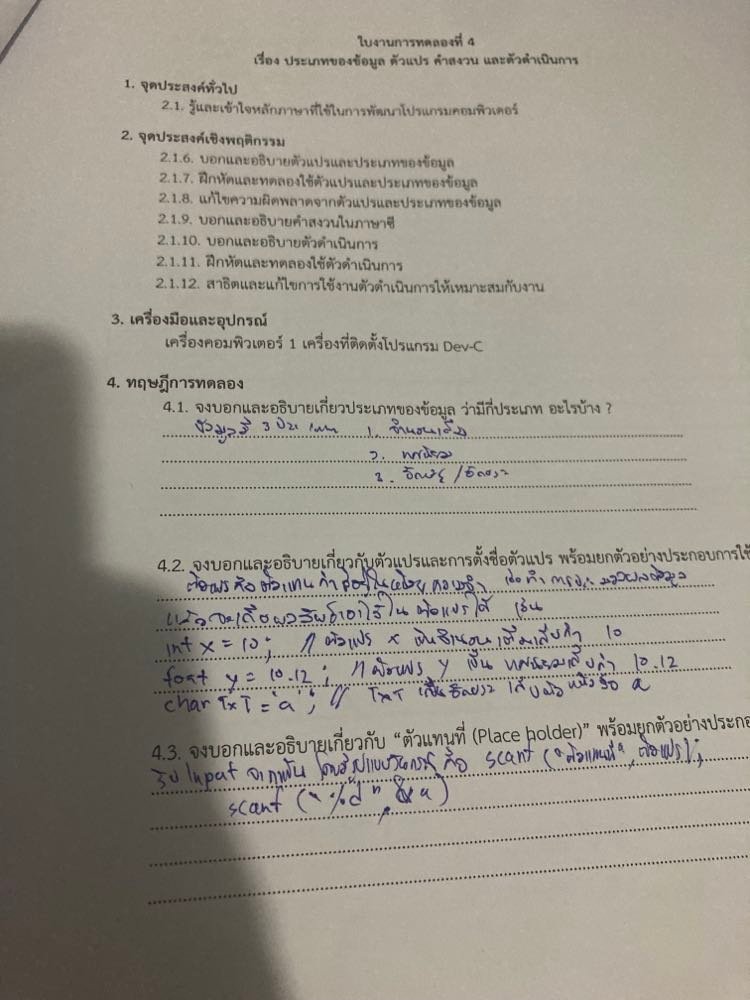 ใบงานการทดลองที่ 4
เรื่อง ประเภทของข้อมูล ตัวแปร คำสงวน และตัวดำเนินการ
1. จุดประสงค์ทั่วไป
2.1. รู้และเข้าใจหลักภาษาที่ใช้ในการพัฒนาโปรแกรมคอมพิวเตอร์
2. จุดประสงค์เชิงพฤติกรรม
2.1.6. บอกและอธิบายตัวแปรและประเภทของข้อมูล
2.1.7. ฝึกหัดและทดลองใช้ตัวแปรและประเภทของข้อมูล
2.1.8. แก้ไขความผิดพลาดจากตัวแปรและประเภทของข้อมูล
2.1.9. บอกและอธิบายคำสงวนในภาษาซี
2.1.10. บอกและอธิบายตัวดำเนินการ
2.1.11. ฝึกหัดและทดลองใช้ตัวดำเนินการ
2.1.12. สาธิตและแก้ไขการใช้งานตัวดำเนินการให้เหมาะสมกับงาน
3. เครื่องมือและอุปกรณ์
เครื่องคอมพิวเตอร์ 1 เครื่องที่ติดตั้งโปรแกรม Dev-C
4. ทฤษฎีการทดลอง
4.1. จงบอกและอธิบายเกี่ยวประเภทของข้อมูล ว่ามีกี่ประเภท อะไรบ้าง ?
ข้อมูลมี 3 ประเภท 1. จำนวนเต็ม
2. ทศนิยม
3. /อักขระ
4.2. จงบอกและอธิบายเกี่ยวกับตัวแปรและการตั้งชื่อตัวแปร พร้อมยกตัวอย่างประกอบการใช้
ตัวแปร คือ ตัวแทนค่า
ตัวแปรได้ เช่น
int x = 10; // ตัวแปร x เป็นจำนวนเต็มเก็บค่า 10
foat y = 10.12; // ตัวแปร y เป็น ทศนิยมเก็บค่า 10.12
char TxT = 'a'; // TxT เป็นอักขระ เก็บตัวหนังสือ a
4.3. จงบอกและอธิบายเกี่ยวกับ “ตัวแทนที่ (Place holder)” พร้อมยกตัวอย่างประกอ
รับ Input คือ scanf ("ตัวแทนที่", ตัวแปร);
scanf ("%d", &a)